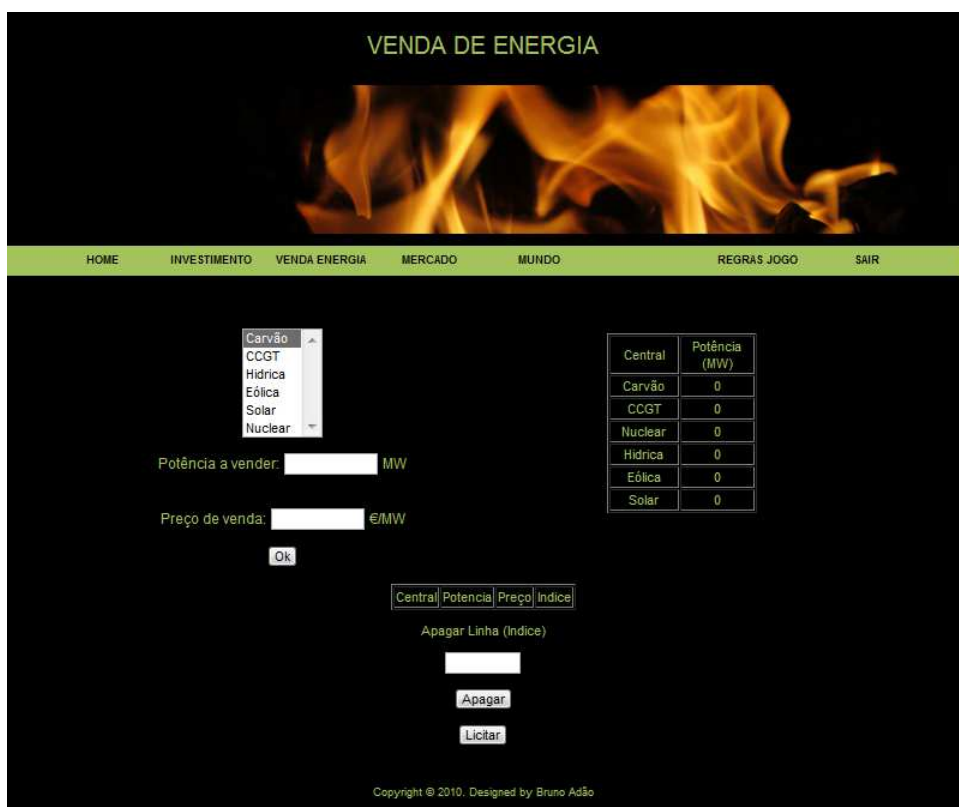 VENDA DE ENERGIA
HOME INVESTIMENTO VENDA ENERGIA MERCADO MUNDO REGRAS JOGO SAIR
Carvão
CCGT
Hidrica
Eólica
Solar
Nuclear
Potência a vender: MW
Preço de venda: €/MW
Ok
Central Potência (MW)
Carvão 0
CCGT 0
Nuclear 0
Hidrica 0
Eólica 0
Solar 0
Central Potencia Preço Indice
Apagar Linha (Indice)
Apagar
Licitar
Copyright © 2010. Designed by Bruno Adão